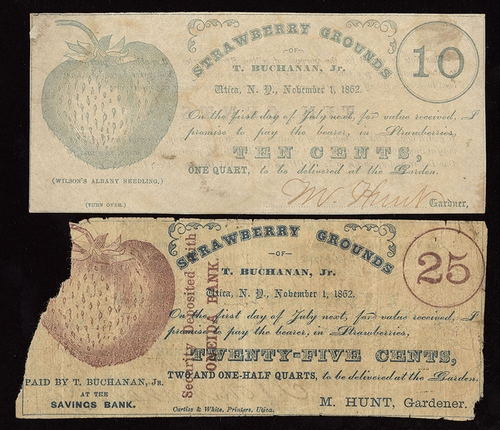 STRAWBERRY GROUNDS
—OF—
T. BUCHANAN, Jr.
10
Utica, N. Y., November 1, 1862.
On the first day of July next, for value received, I
promise to pay the bearer, in Strawberries,
TEN CENTS,
ONE QUART, to be delivered at the Garden.
(WILSON'S ALBANY SEEDLING.)
(TURN OVER.)
M. Hunt
Gardner,
STRAWBERRY GROUNDS
—OF—
T. BUCHANAN, Jr.
25
Utica, N. Y., November 1, 1862.
On the first day of July next, for value received, I
promise to pay the bearer, in Strawberries,
TWENTY-FIVE CENTS,
TWO AND ONE-HALF QUARTS, to be delivered at the Garden.
Security Deposited with
ONEIDA BANK.
PAID BY T. BUCHANAN, Jr.
AT THE
SAVINGS BANK.
Curtiss & White, Printers, Utica.
M. HUNT, Gardener.